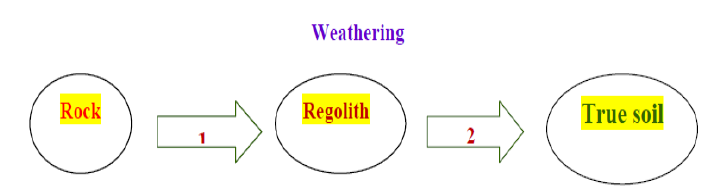 Weathering
Rock
1
Regolith
2
True soil